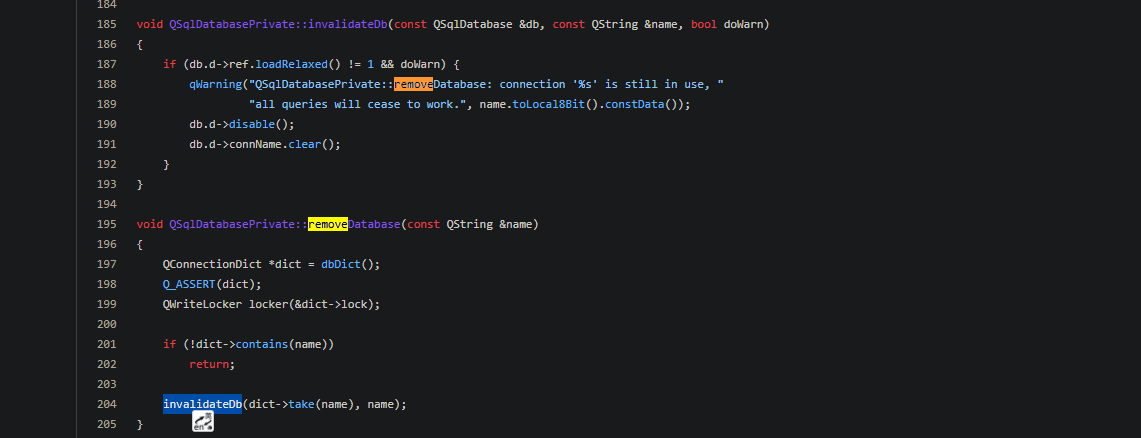 184
185 void QSqlDatabasePrivate::invalidateDb(const QSqlDatabase &db, const QString &name, bool doWarn)
186 {
187     if (db.d->ref.loadRelaxed() != 1 && doWarn) {
188         qWarning("QSqlDatabasePrivate::removeDatabase: connection '%s' is still in use, "
189                  "all queries will cease to work.", name.toLocal8Bit().constData());
190         db.d->disable();
191         db.d->connName.clear();
192     }
193 }
194
195 void QSqlDatabasePrivate::removeDatabase(const QString &name)
196 {
197     QConnectionDict *dict = dbDict();
198     Q_ASSERT(dict);
199     QWriteLocker locker(&dict->lock);
200
201     if (!dict->contains(name))
202         return;
203
204     invalidateDb(dict->take(name), name);
en
205 }